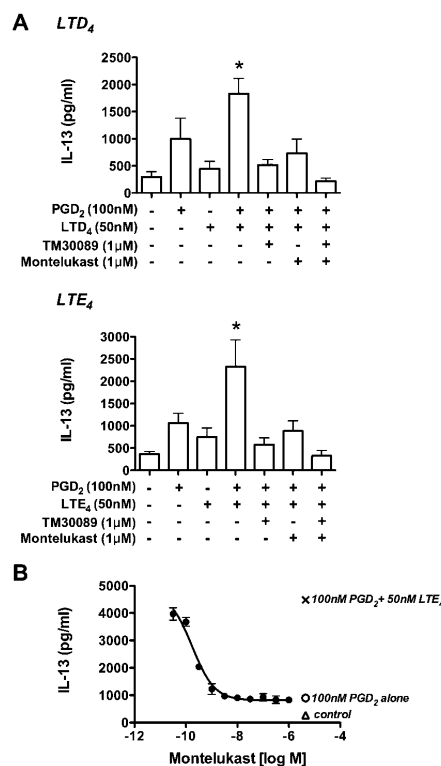 A
LTD4
IL-13 (pg/ml)
2500
2000
1500
1000
500
0
*
PGD2 (100nM) - + - + + + +
LTD4 (50nM) - - + + + + +
TM30089 (1µM) - - - - + - +
Montelukast (1µM) - - - - - + +
LTE4
IL-13 (pg/ml)
3000
2500
2000
1500
1000
500
0
*
PGD2 (100nM) - + - + + + +
LTE4 (50nM) - - + + + + +
TM30089 (1µM) - - - - + - +
Montelukast (1µM) - - - - - + +
B
IL-13 (pg/ml)
5000
4000
3000
2000
1000
0
100nM PGD2+ 50nM LTE4
100nM PGD2 alone
control
-12 -10 -8 -6 -4
Montelukast [log M]